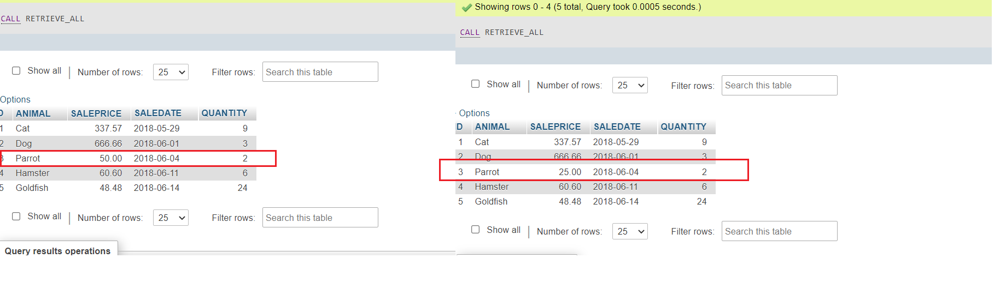 CALL RETRIEVE_ALL
Show all | Number of rows: 25 Filter rows: Search this table
Options
D ANIMAL SALEPRICE SALEDATE QUANTITY
1 Cat 337.57 2018-05-29 9
2 Dog 666.66 2018-06-01 3
3 Parrot 50.00 2018-06-04 2
4 Hamster 60.60 2018-06-11 6
5 Goldfish 48.48 2018-06-14 24
Show all | Number of rows: 25 Filter rows: Search this table
Query results operations
Showing rows 0 - 4 (5 total, Query took 0.0005 seconds.)
CALL RETRIEVE_ALL
Show all | Number of rows: 25 Filter rows: Search this table
Options
ID ANIMAL SALEPRICE SALEDATE QUANTITY
1 Cat 337.57 2018-05-29 9
2 Dog 666.66 2018-06-01 3
3 Parrot 25.00 2018-06-04 2
4 Hamster 60.60 2018-06-11 6
5 Goldfish 48.48 2018-06-14 24
Show all | Number of rows: 25 Filter rows: Search this table